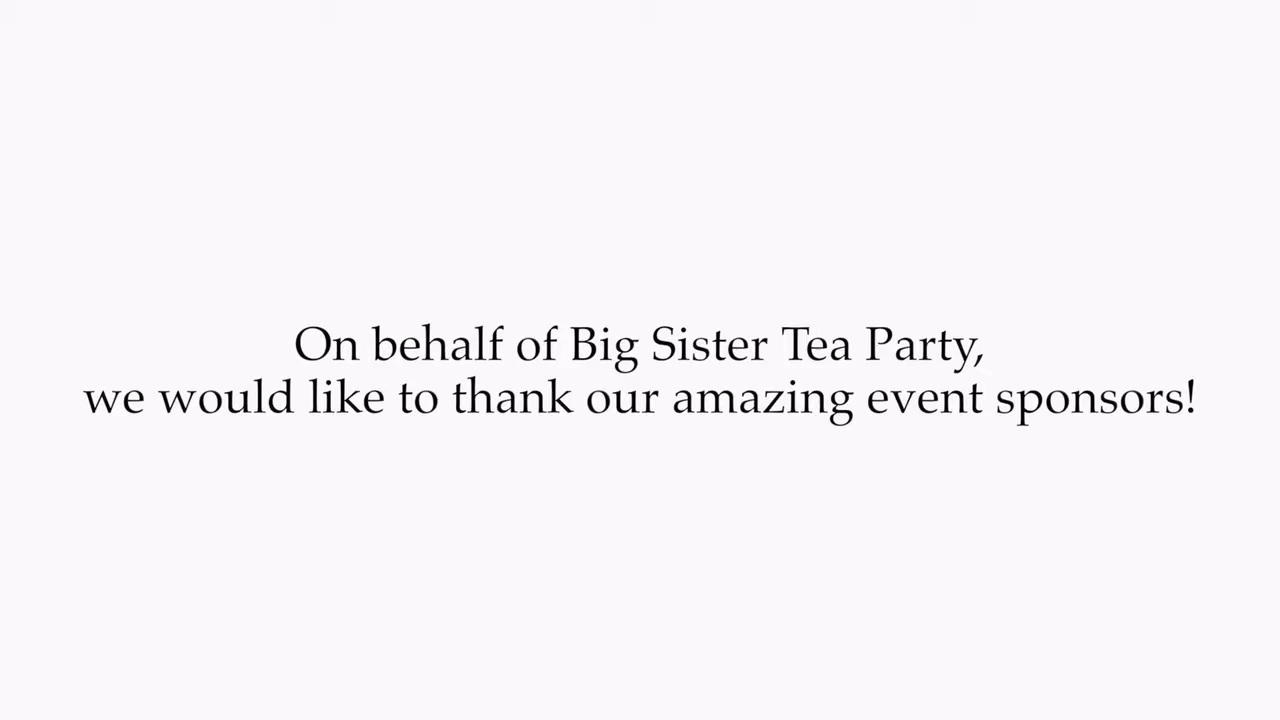 On behalf of Big Sister Tea Party,
we would like to thank our amazing event sponsors!